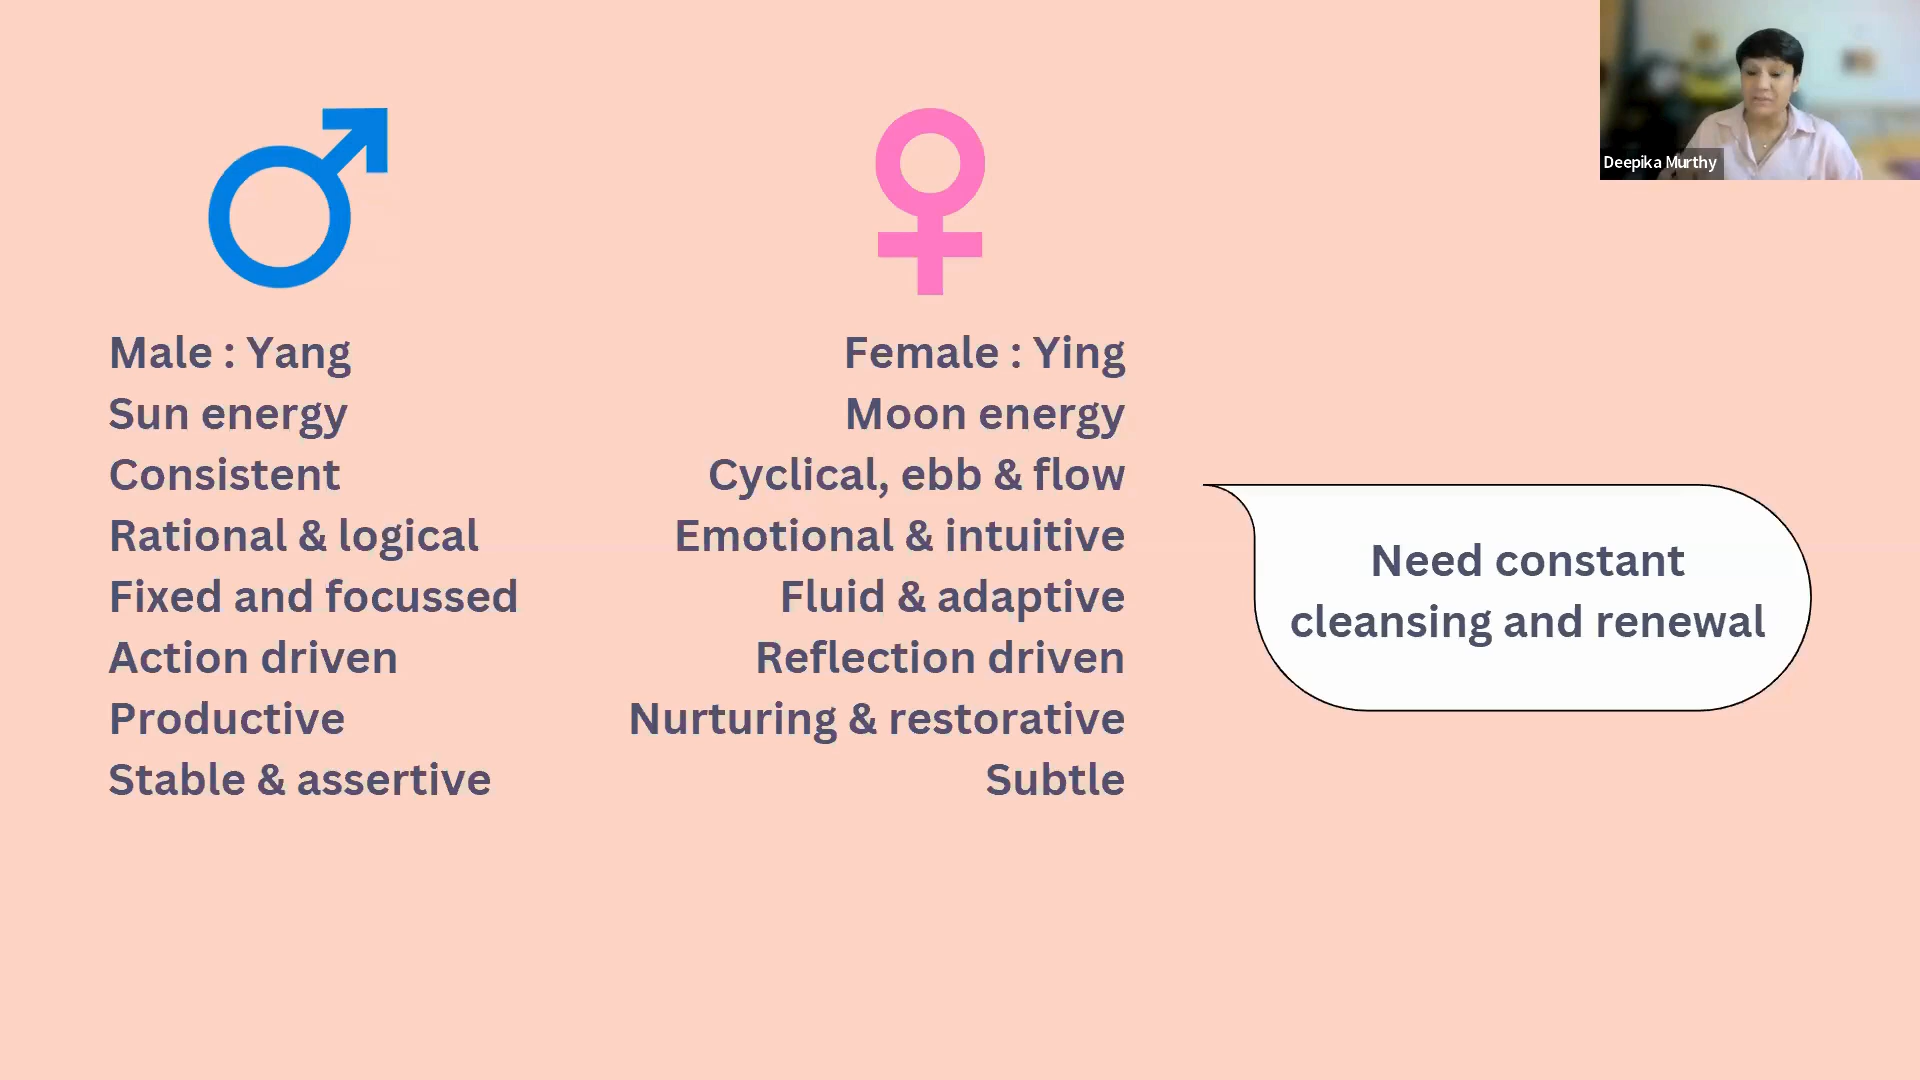 Deepika Murthy
Male : Yang
Sun energy
Consistent
Rational & logical
Fixed and focussed
Action driven
Productive
Stable & assertive
Female : Ying
Moon energy
Cyclical, ebb & flow
Emotional & intuitive
Fluid & adaptive
Reflection driven
Nurturing & restorative
Subtle
Need constant
cleansing and renewal